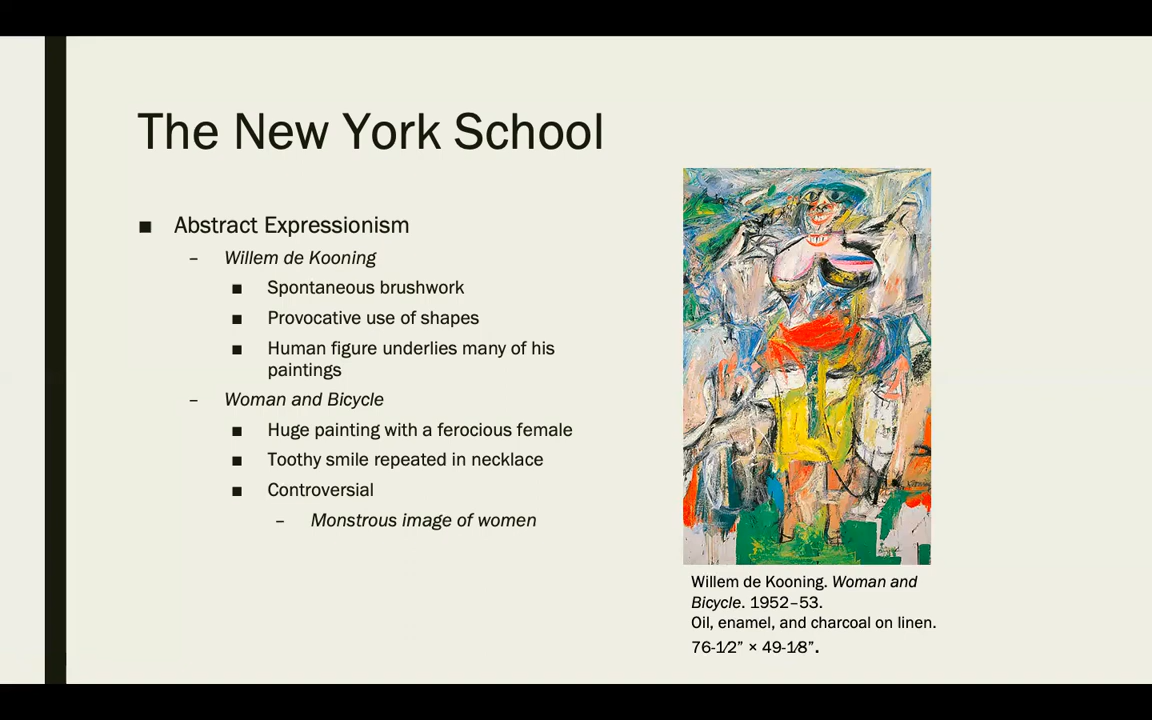 The New York School
■ Abstract Expressionism
– Willem de Kooning
■ Spontaneous brushwork
■ Provocative use of shapes
■ Human figure underlies many of his
paintings
– Woman and Bicycle
■ Huge painting with a ferocious female
■ Toothy smile repeated in necklace
■ Controversial
– Monstrous image of women
Willem de Kooning. Woman and
Bicycle. 1952–53.
Oil, enamel, and charcoal on linen.
76-1⁄2” × 49-1⁄8”.